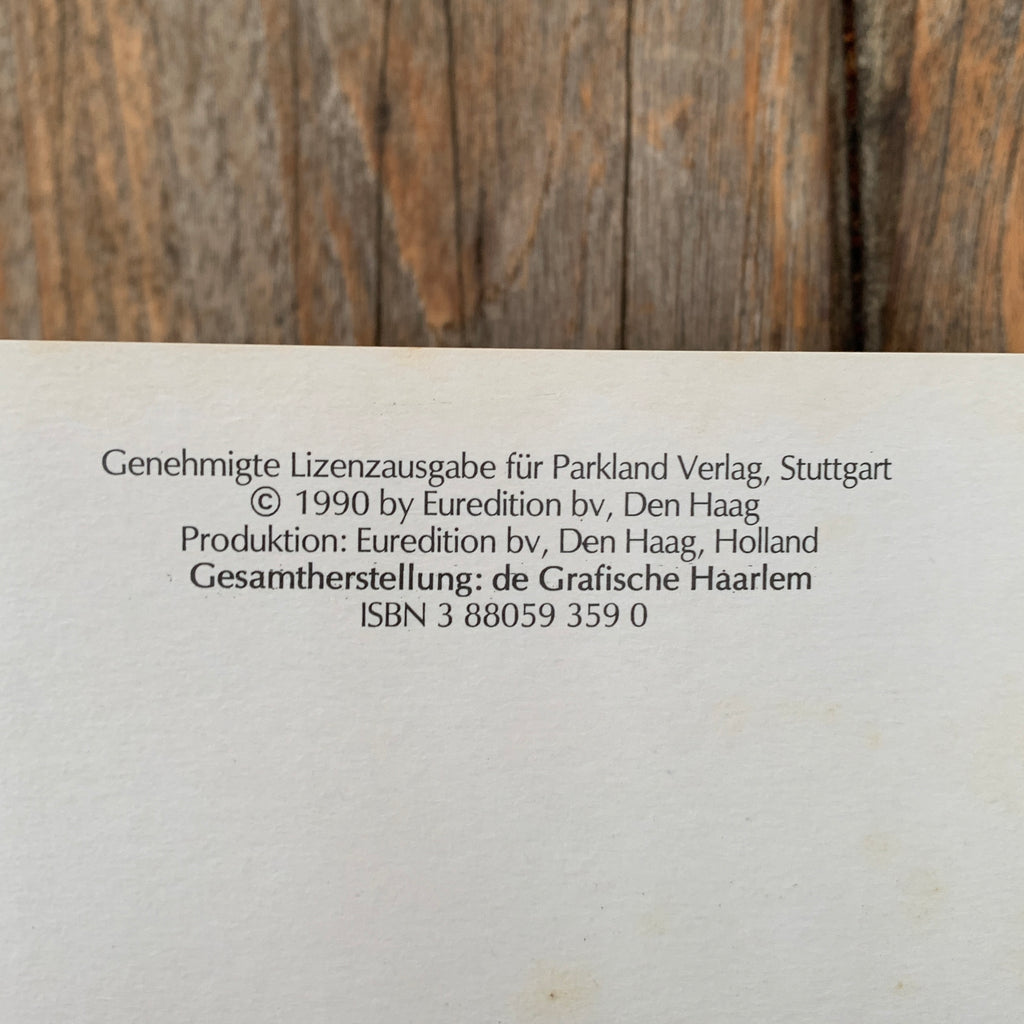 Genehmigte Lizenzausgabe für Parkland Verlag, Stuttgart
© 1990 by Euredition bv, Den Haag
Produktion: Euredition bv, Den Haag, Holland
Gesamtherstellung: de Grafische Haarlem
ISBN 3 88059 359 0